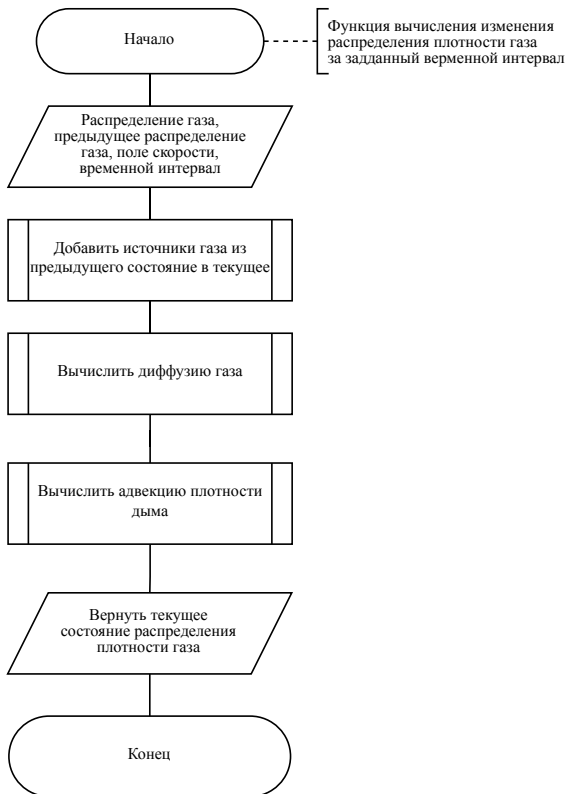 Начало
Функция вычисления изменения
распределения плотности газа
за задданный верменной интервал
Распределение газа,
предыдущее распределение
газа, поле скорости,
временной интервал
Добавить источники газа из
предыдущего состояние в текущее
Вычислить диффузию газа
Вычислить адвекцию плотности
дыма
Вернуть текущее
состояние распределения
плотности газа
Конец